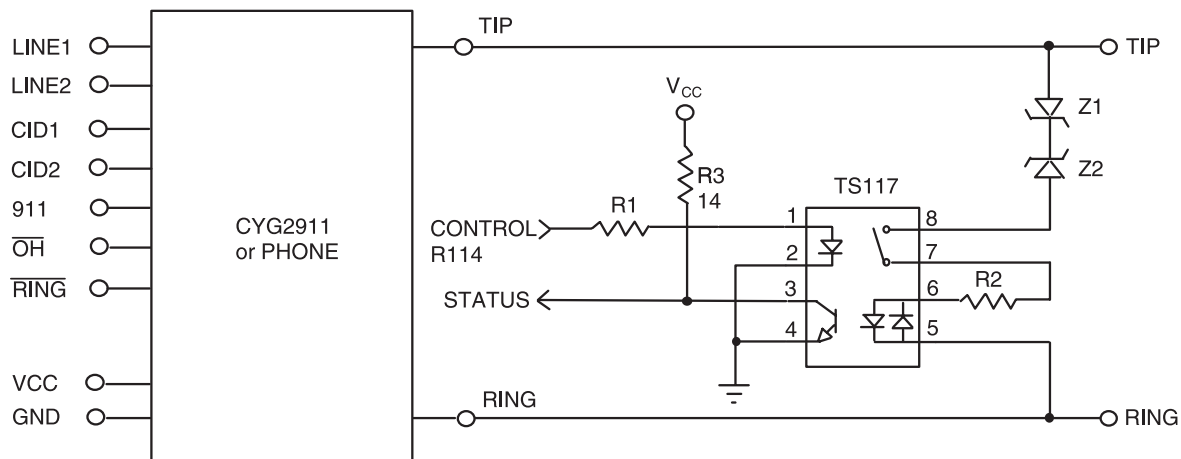 LINE1
LINE2
CID1
CID2
911
OH
RING
VCC
GND
CYG2911
or PHONE
TIP
TIP
VCC
R3
14
R1
CONTROL
R114
STATUS
TS117
1
2
3
4
8
7
6
5
R2
Z1
Z2
RING
RING